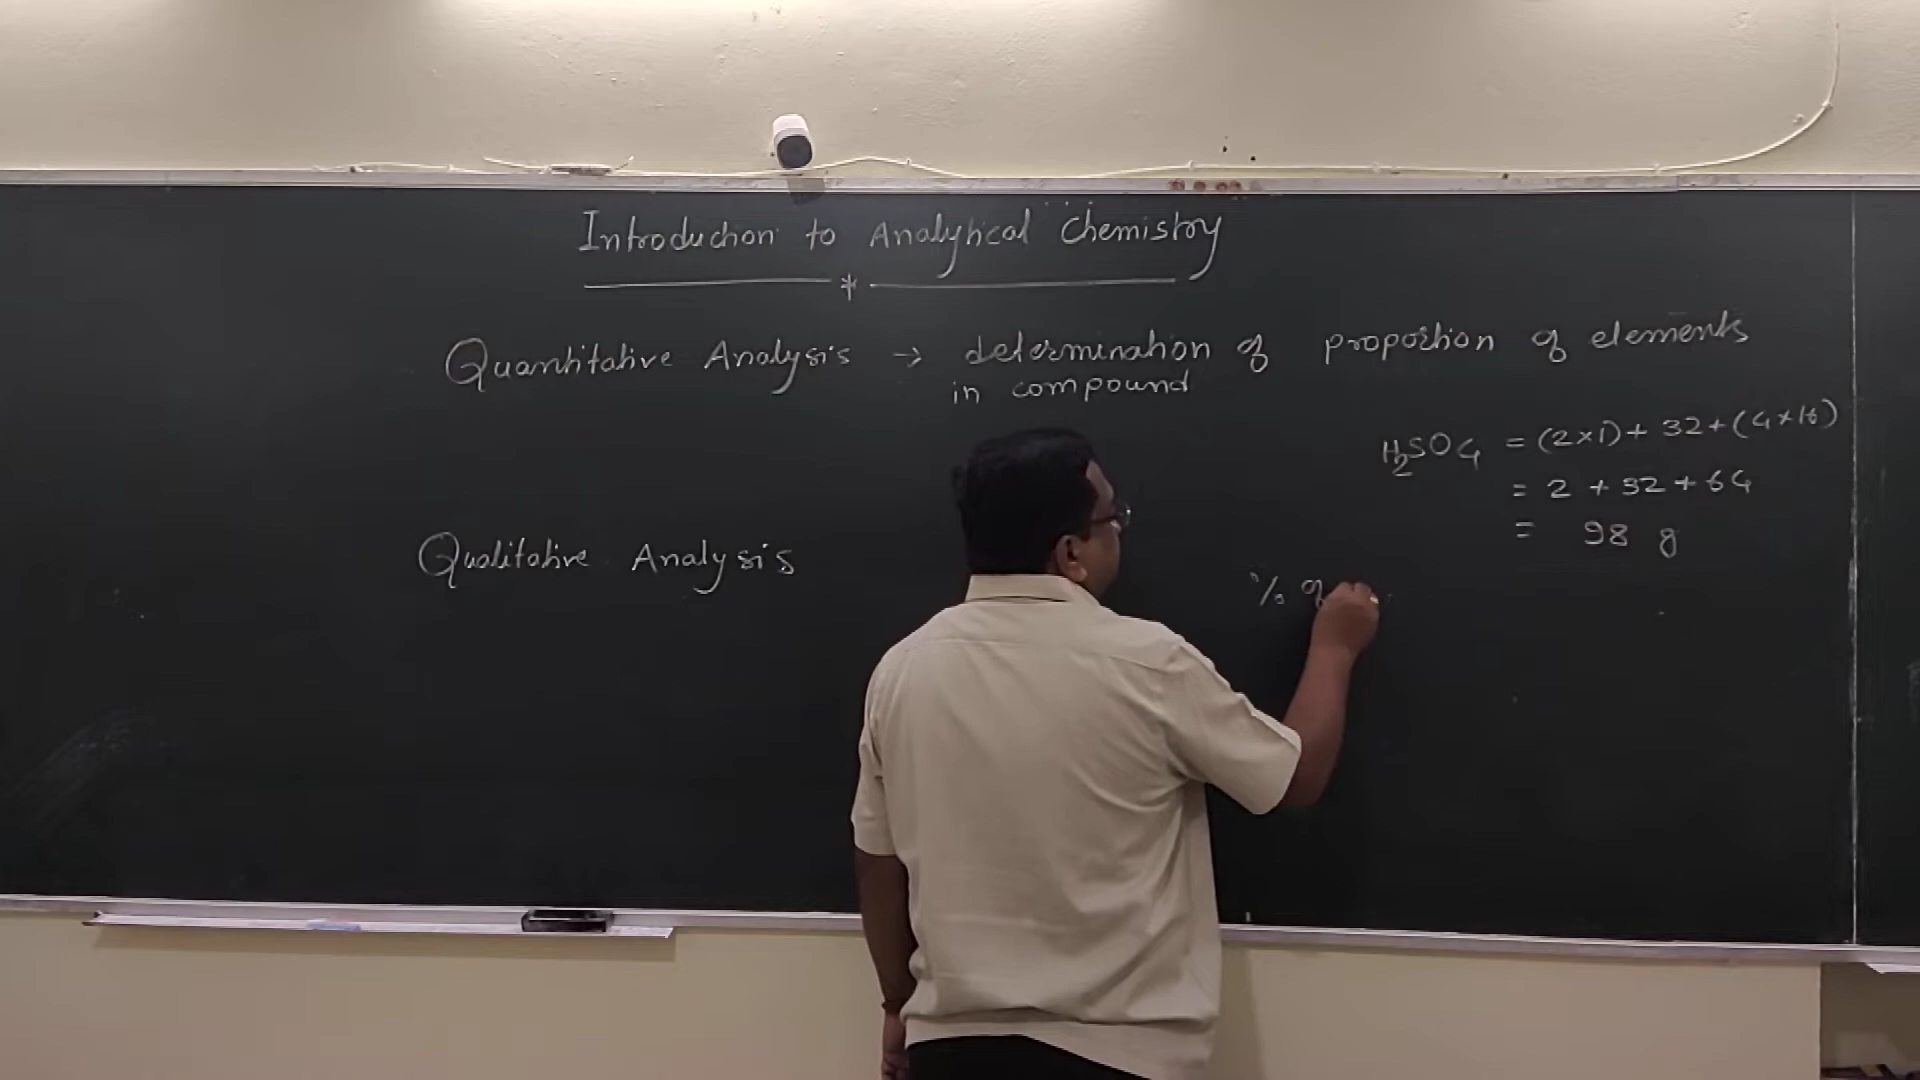 Introduction to Analytical Chemistry
*
Quantitative Analysis → determination of proportion of elements
in compound
H₂SO4 = (2×1)+ 32+(4×16)
= 2 + 32 + 64
= 98 g
Qualitative Analysis
% of